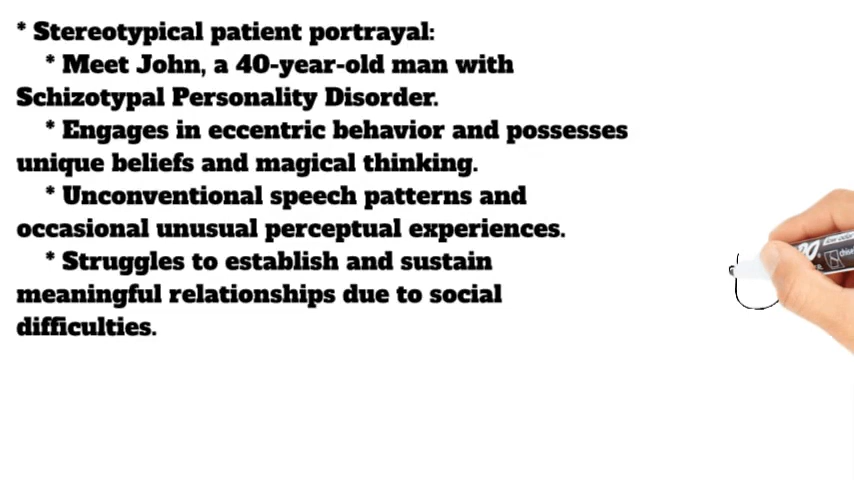 * Stereotypical patient portrayal:
* Meet John, a 40-year-old man with
Schizotypal Personality Disorder.
* Engages in eccentric behavior and possesses
unique beliefs and magical thinking.
* Unconventional speech patterns and
occasional unusual perceptual experiences.
* Struggles to establish and sustain
meaningful relationships due to social
difficulties.